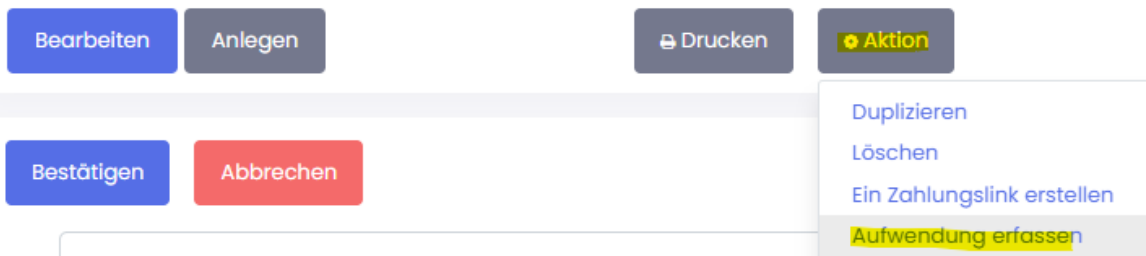 Bearbeiten Anlegen Drucken Aktion
Duplizieren
Löschen
Bestätigen Abbrechen
Ein Zahlungslink erstellen
Aufwendung erfassen